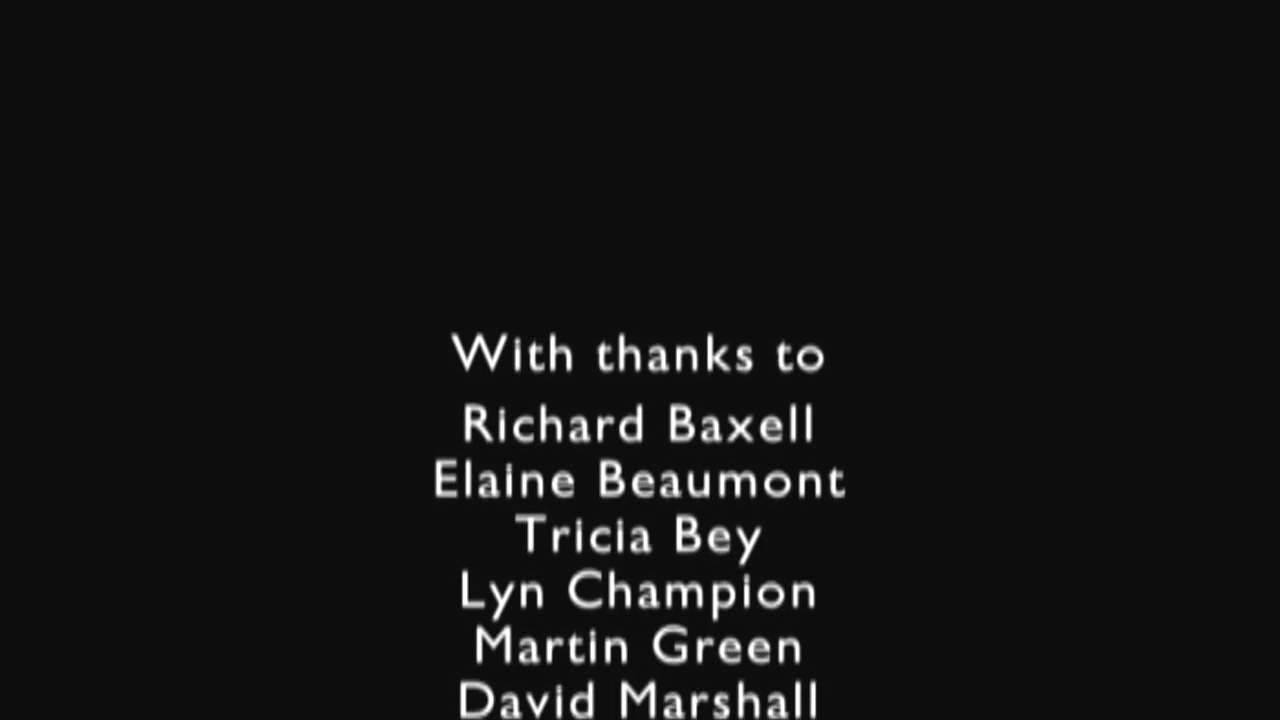 With thanks to
Richard Baxell
Elaine Beaumont
Tricia Bey
Lyn Champion
Martin Green
David Marshall